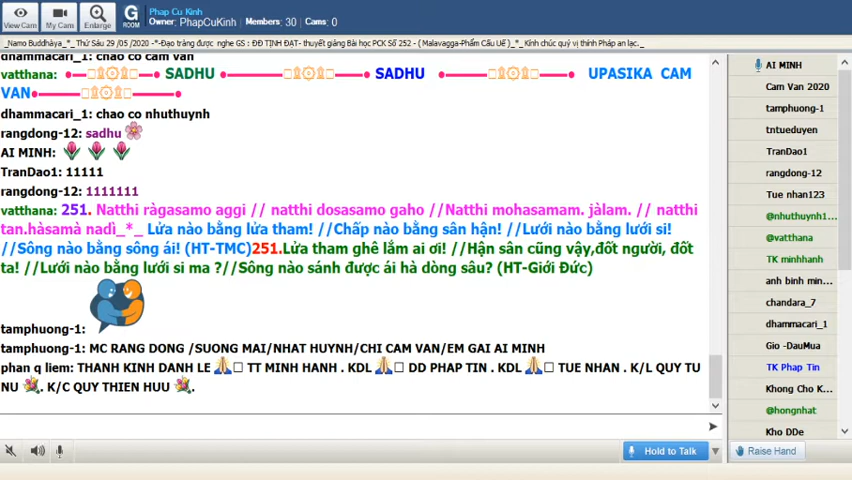 Phap Cu Kinh
Owner: PhapCuKinh | Members: 30 | Cams: 0
View Cam
My Cam
Enlarge
G
ROOM
_Namo Buddhàya_*_ Thứ Sáu 29 /05 /2020 -*-Đạo tràng được nghe GS : ĐĐ TỊNH ĐẠT- thuyết giảng Bài học PCK Số 252 - ( Malavagga-Phẩm Cấu Uế )_*_ Kính chúc quý vị thính Pháp an lạc._
dhammacari_1: chao co cam van
vatthana: SADHU SADHU UPASIKA CAM
VAN
dhammacari_1: chao co nhuthuynh
rangdong-12: sadhu
AI MINH:
TranDao1: 11111
rangdong-12: 1111111
vatthana: 251. Natthi ràgasamo aggi // natthi dosasamo gaho //Natthi mohasamam. jàlam. // natthi
tan.hàsamà nadì_*_ Lửa nào bằng lửa tham! //Chấp nào bằng sân hận! //Lưới nào bằng lưới si!
//Sông nào bằng sông ái! (HT-TMC)251.Lửa tham ghê lắm ai ơi! //Hận sân cũng vậy,đốt người, đốt
ta! //Lưới nào bằng lưới si ma ?//Sông nào sánh được ái hà dòng sâu? (HT-Giới Đức)
tamphuong-1:
tamphuong-1: MC RANG DONG /SUONG MAI/NHAT HUYNH/CHI CAM VAN/EM GAI AI MINH
phan q liem: THANH KINH DANH LE TT MINH HANH . KDL DD PHAP TIN . KDL TUE NHAN . K/L QUY TU
NU . K/C QUY THIEN HUU .
Hold to Talk
AI MINH
Cam Van 2020
tamphuong-1
tntueduyen
TranDao1
rangdong-12
Tue nhan123
@nhuthuynh1...
@vatthana
TK minhhanh
anh binh min...
chandara_7
dhammacari_1
Gio -DauMua
TK Phap Tin
Khong Cho K...
@hongnhat
Kho DDe
Raise Hand